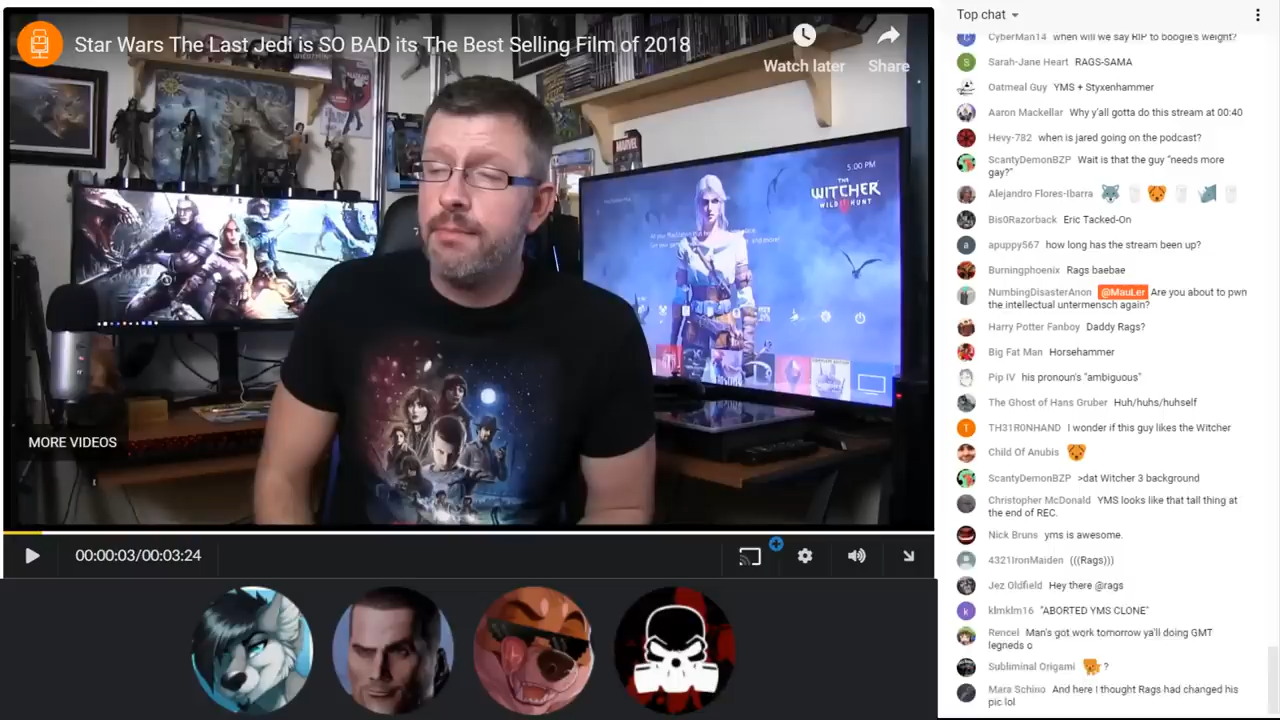 Star Wars The Last Jedi is SO BAD its The Best Selling Film of 2018
Watch later
Share
MARVEL
5:00 PM
THE
WITCHER
WILD HUNT
MORE VIDEOS
00:00:03/00:03:24
Top chat
CyberMan14 when will we say RIP to boogie's weight?
Sarah-Jane Heart RAGS-SAMA
Oatmeal Guy YMS + Styxenhammer
Aaron Mackellar Why y'all gotta do this stream at 00:40
Hevy-782 when is jared going on the podcast?
ScantyDemonBZP Wait is that the guy "needs more
gay?"
Alejandro Flores-Ibarra
Bis0Razorback Eric Tacked-On
apuppy567 how long has the stream been up?
Burningphoenix Rags baebae
NumbingDisasterAnon @MauLer Are you about to pwn
the intellectual untermensch again?
Harry Potter Fanboy Daddy Rags?
Big Fat Man Horsehammer
Pip IV his pronoun's "ambiguous"
The Ghost of Hans Gruber Huh/huhs/huhself
TH31R0NHAND I wonder if this guy likes the Witcher
Child Of Anubis
ScantyDemonBZP >dat Witcher 3 background
Christopher McDonald YMS looks like that tall thing at
the end of REC.
Nick Bruns yms is awesome.
4321IronMaiden (((Rags)))
Jez Oldfield Hey there @rags
klmklm16 "ABORTED YMS CLONE"
Rencel Man's got work tomorrow ya'll doing GMT
legneds o
Subliminal Origami ?
Mara Schino And here I thought Rags had changed his
pic lol